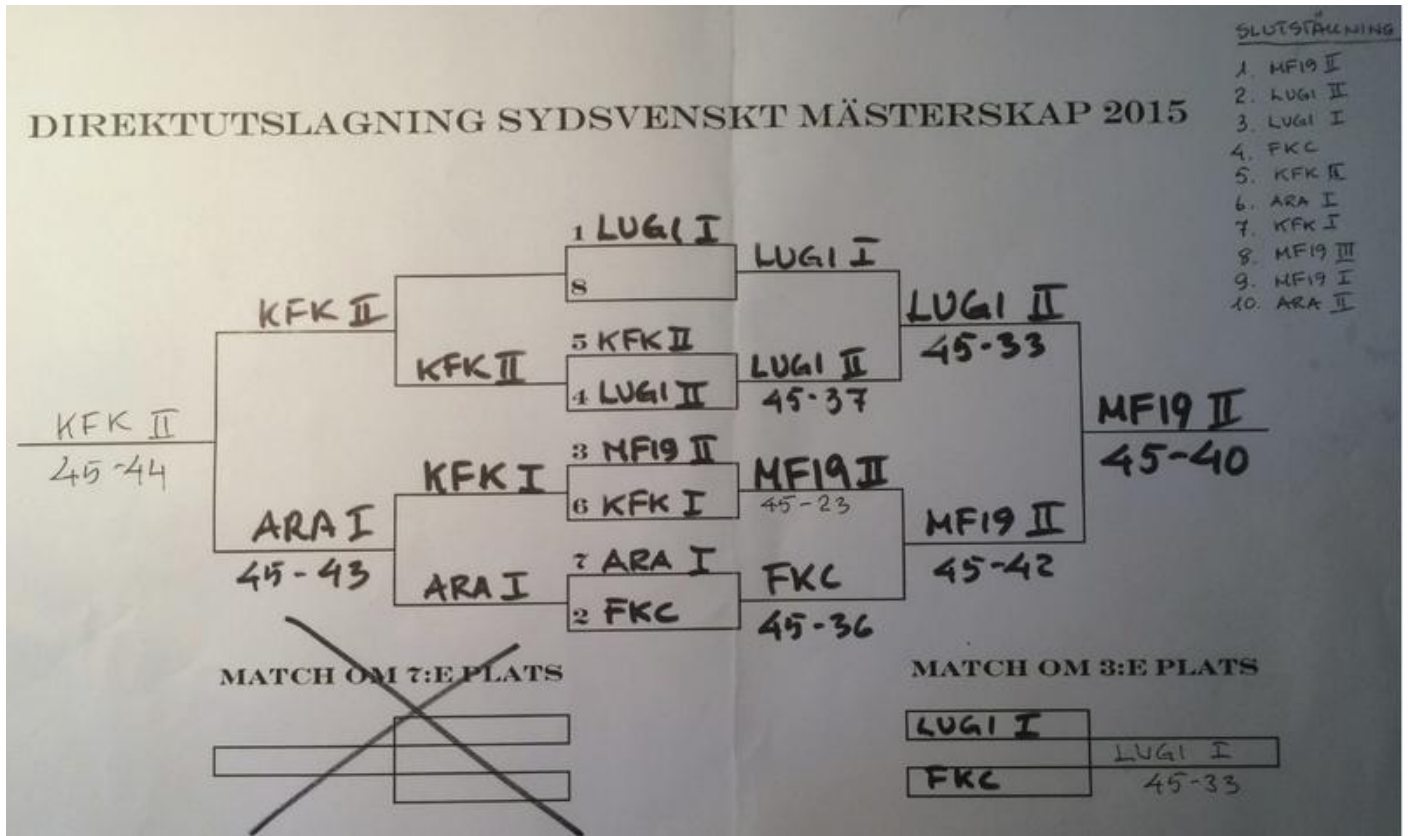 SLUTSTÄLLNING
1. MF19 II
2. LUGI II
3. LUGI I
4. FKC
5. KFK II
6. ARA I
7. KFK I
8. MF19 III
9. MF19 I
10. ARA II
DIREKTUTSLAGNING SYDSVENSKT MÄSTERSKAP 2015
KFK II
45-44
KFK II
ARA I
45-43
KFK II
KFK I
ARA I
1 LUGI I
8
5 KFK II
4 LUGI II
3 MF19 II
6 KFK I
7 ARA I
2 FKC
LUGI I
LUGI II
45-37
MF19 II
45-23
FKC
45-36
LUGI II
45-33
MF19 II
45-42
MF19 II
45-40
MATCH OM 7:E PLATS
MATCH OM 3:E PLATS
LUGI I
FKC
LUGI I
45-33